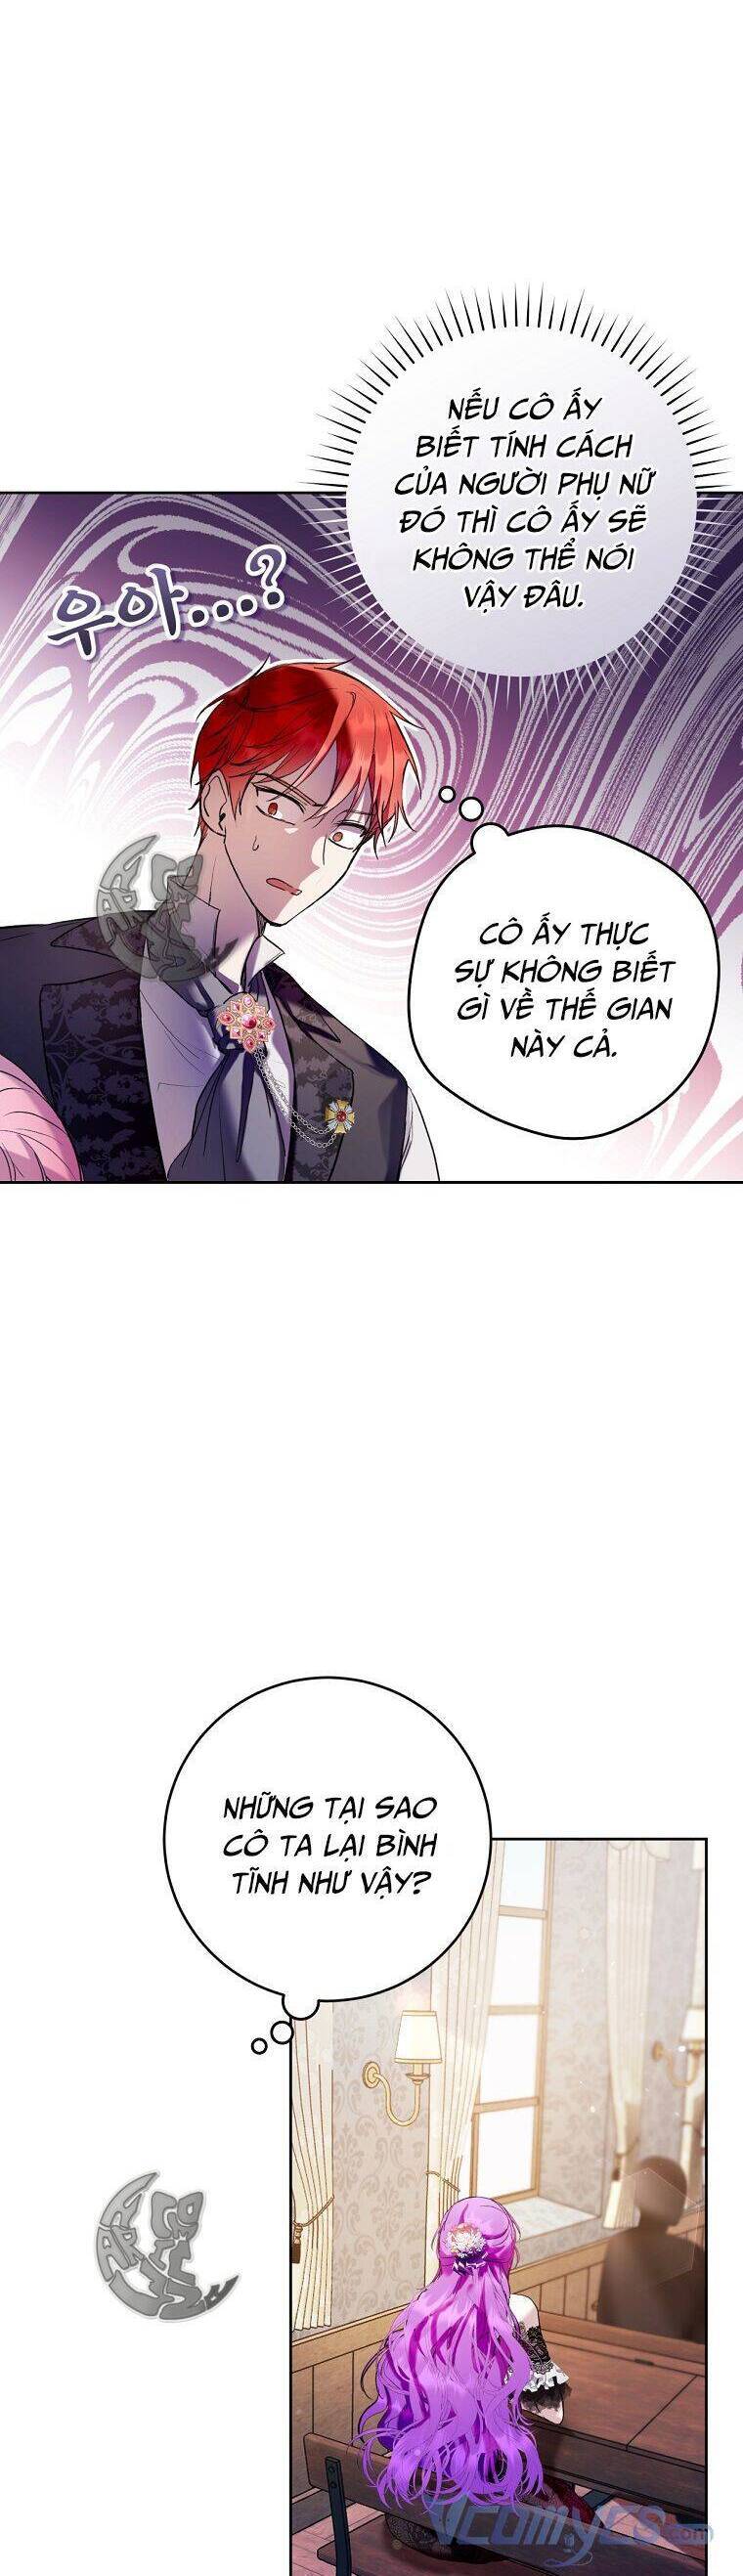 NẾU CÔ ẤY
BIẾT TÍNH CÁCH
CỦA NGƯỜI PHỤ NỮ
ĐÓ THÌ CÔ ẤY SẼ
KHÔNG THỂ NÓI
VẬY ĐÂU.
우아....?
CÔ ẤY THỰC
SỰ KHÔNG BIẾT
GÌ VỀ THẾ GIAN
NÀY CẢ.
NHỮNG TẠI SAO
CÔ TA LẠI BÌNH
TĨNH NHƯ VẬY?
VCOMYCS.com